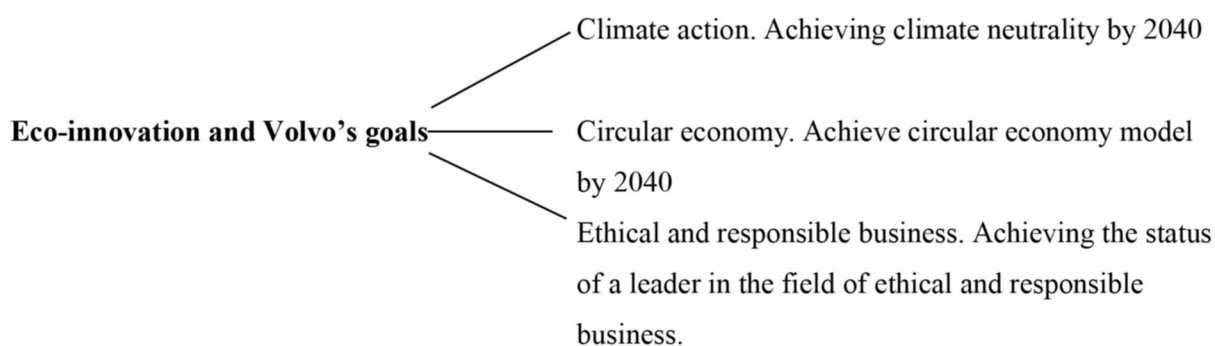 Climate action. Achieving climate neutrality by 2040
Eco-innovation and Volvo’s goals
Circular economy. Achieve circular economy model
by 2040
Ethical and responsible business. Achieving the status
of a leader in the field of ethical and responsible
business.